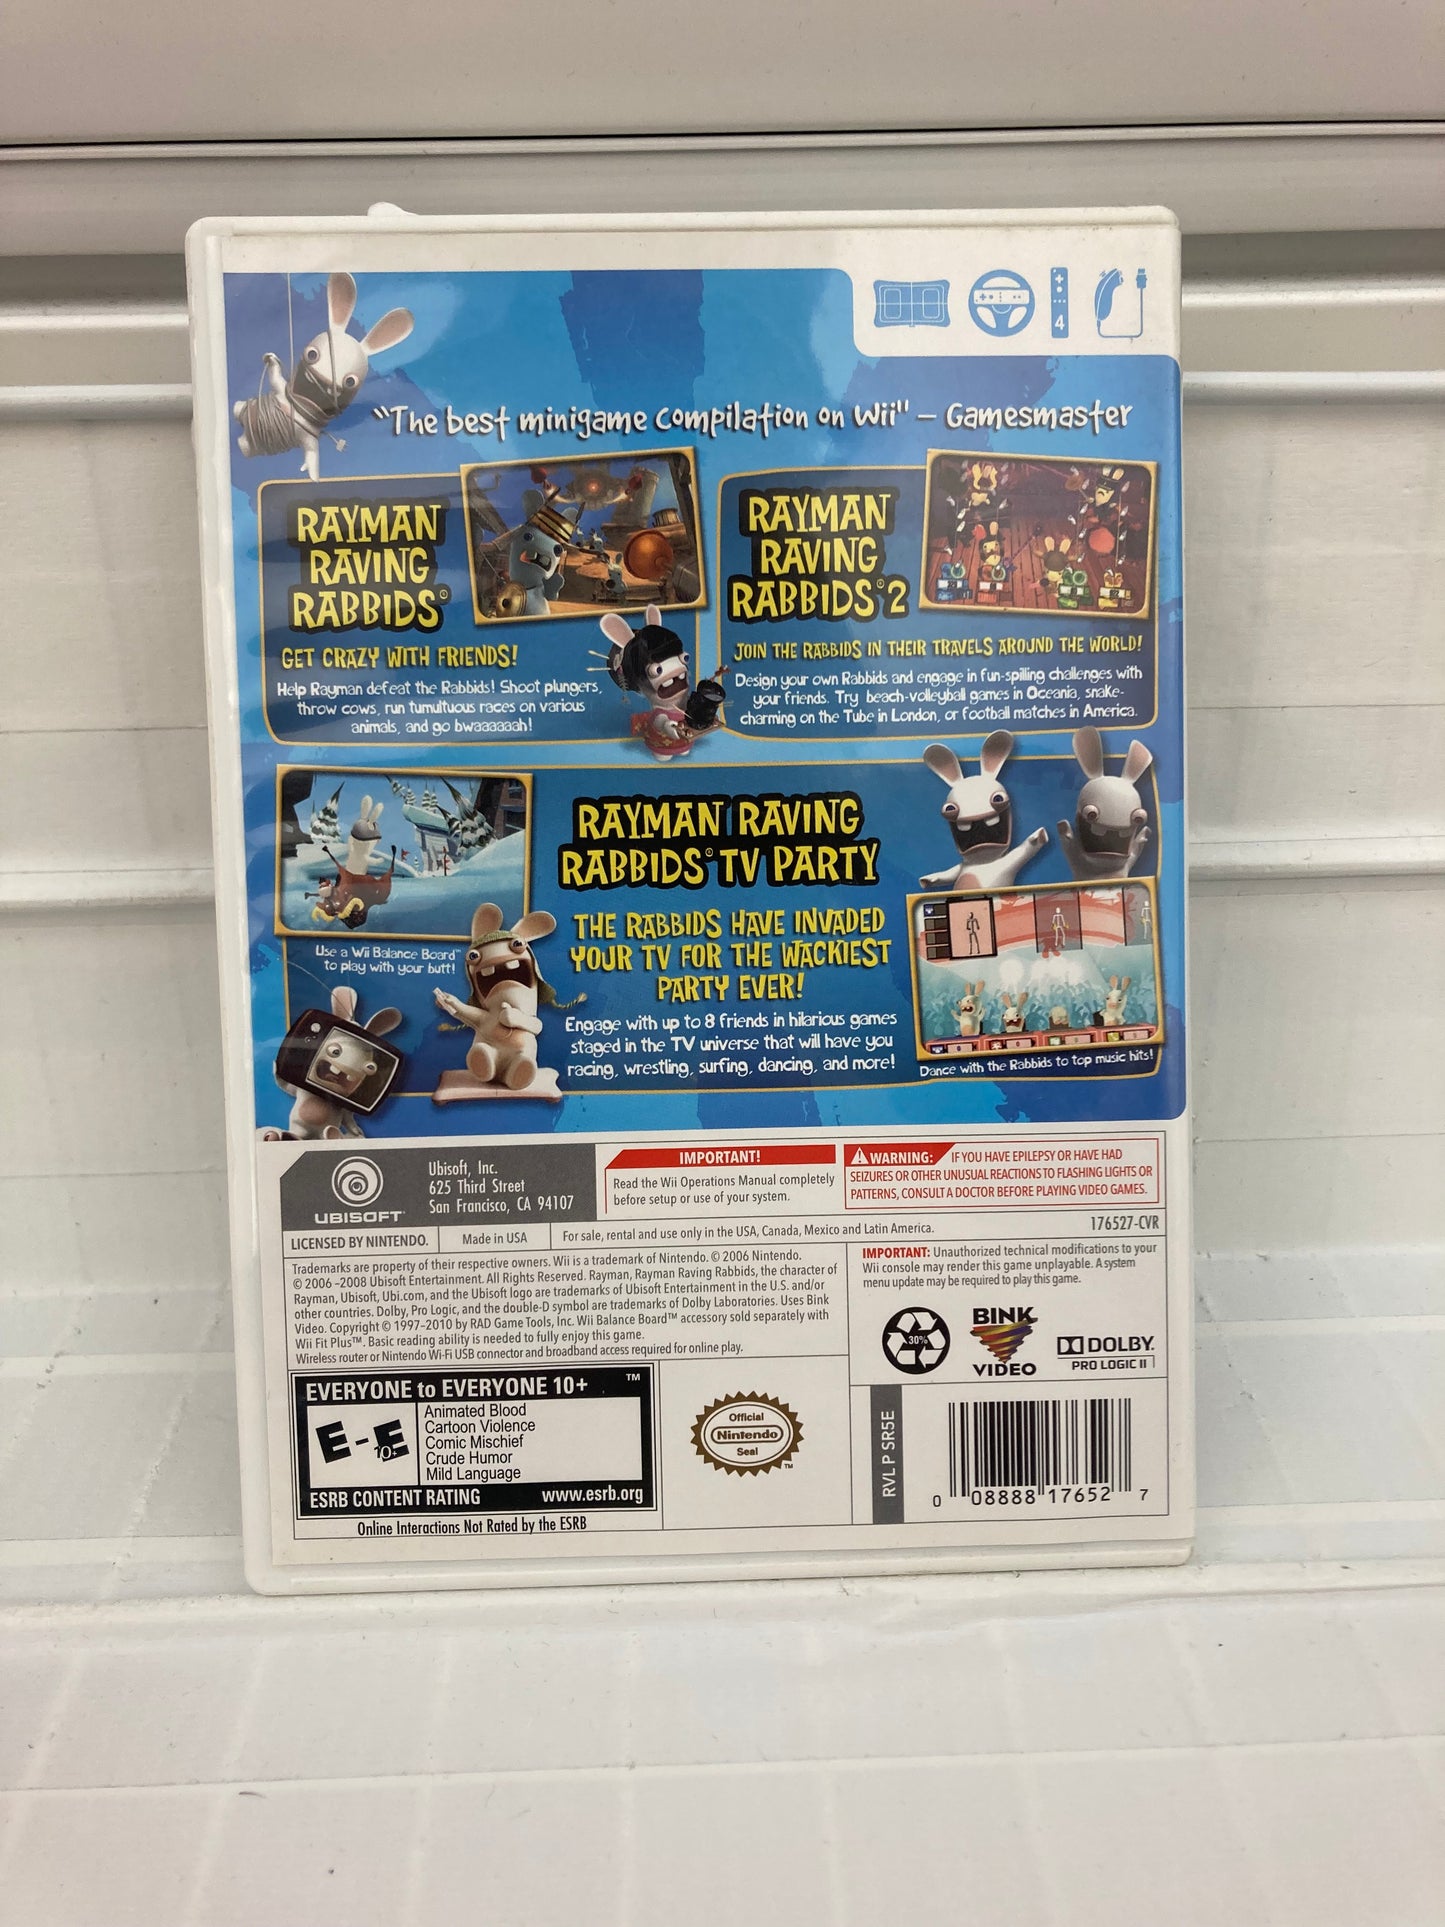 4
"The best minigame compilation on Wii" – Gamesmaster
RAYMAN
RAVING
RABBIDS®
GET CRAZY WITH FRIENDS!
Help Rayman defeat the Rabbids! Shoot plungers,
throw cows, run tumultuous races on various
animals, and go bwaaaaaah!
RAYMAN
RAVING
RABBIDS® 2
JOIN THE RABBIDS IN THEIR TRAVELS AROUND THE WORLD!
Design your own Rabbids and engage in fun-spilling challenges with
your friends. Try beach-volleyball games in Oceania, snake-
charming on the Tube in London, or football matches in America.
RAYMAN RAVING
RABBIDS® TV PARTY
THE RABBIDS HAVE INVADED
YOUR TV FOR THE WACKIEST
PARTY EVER!
Engage with up to 8 friends in hilarious games
staged in the TV universe that will have you
racing, wrestling, surfing, dancing, and more!
Use a Wii Balance Board™
to play with your butt!
Dance with the Rabbids to top music hits!
UBISOFT
Ubisoft, Inc.
625 Third Street
San Francisco, CA 94107
IMPORTANT!
Read the Wii Operations Manual completely
before setup or use of your system.
WARNING: IF YOU HAVE EPILEPSY OR HAVE HAD
SEIZURES OR OTHER UNUSUAL REACTIONS TO FLASHING LIGHTS OR
PATTERNS, CONSULT A DOCTOR BEFORE PLAYING VIDEO GAMES.
LICENSED BY NINTENDO.
Made in USA
For sale, rental and use only in the USA, Canada, Mexico and Latin America.
176527-CVR
Trademarks are property of their respective owners. Wii is a trademark of Nintendo. © 2006 Nintendo.
© 2006 –2008 Ubisoft Entertainment. All Rights Reserved. Rayman, Rayman Raving Rabbids, the character of
Rayman, Ubisoft, Ubi.com, and the Ubisoft logo are trademarks of Ubisoft Entertainment in the U.S. and/or
other countries. Dolby, Pro Logic, and the double-D symbol are trademarks of Dolby Laboratories. Uses Bink
Video. Copyright © 1997–2010 by RAD Game Tools, Inc. Wii Balance Board™ accessory sold separately with
Wii Fit Plus™. Basic reading ability is needed to fully enjoy this game.
Wireless router or Nintendo Wi-Fi USB connector and broadband access required for online play.
IMPORTANT: Unauthorized technical modifications to your
Wii console may render this game unplayable. A system
menu update may be required to play this game.
30%
BINK
VIDEO
DOLBY.
PRO LOGIC II
EVERYONE to EVERYONE 10+ ™
E-E
10+
Animated Blood
Cartoon Violence
Comic Mischief
Crude Humor
Mild Language
ESRB CONTENT RATING www.esrb.org
Online Interactions Not Rated by the ESRB
Official
Nintendo
Seal
™
RVL P SR5E
0 08888 17652 7